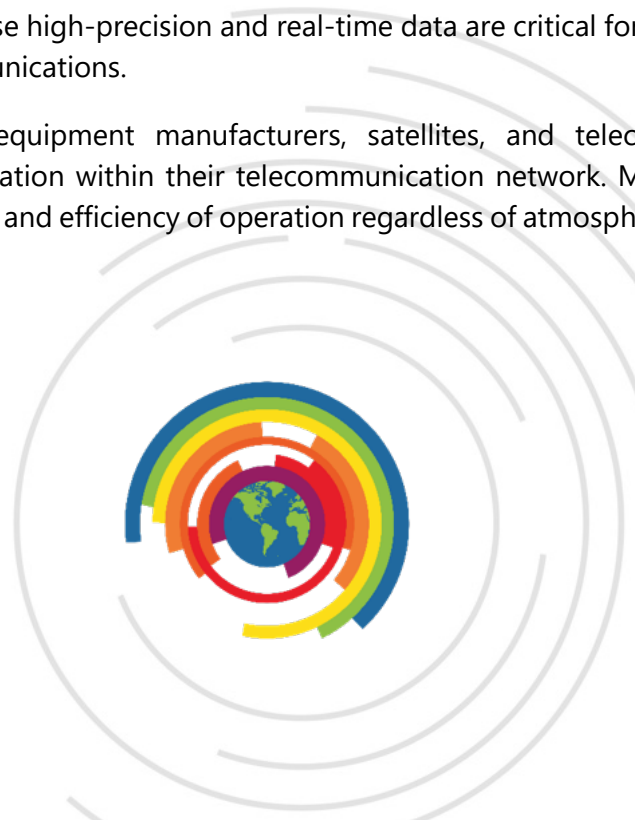 se high-precision and real-time data are critical for
unications.
equipment manufacturers, satellites, and telec
ation within their telecommunication network. M
and efficiency of operation regardless of atmosph